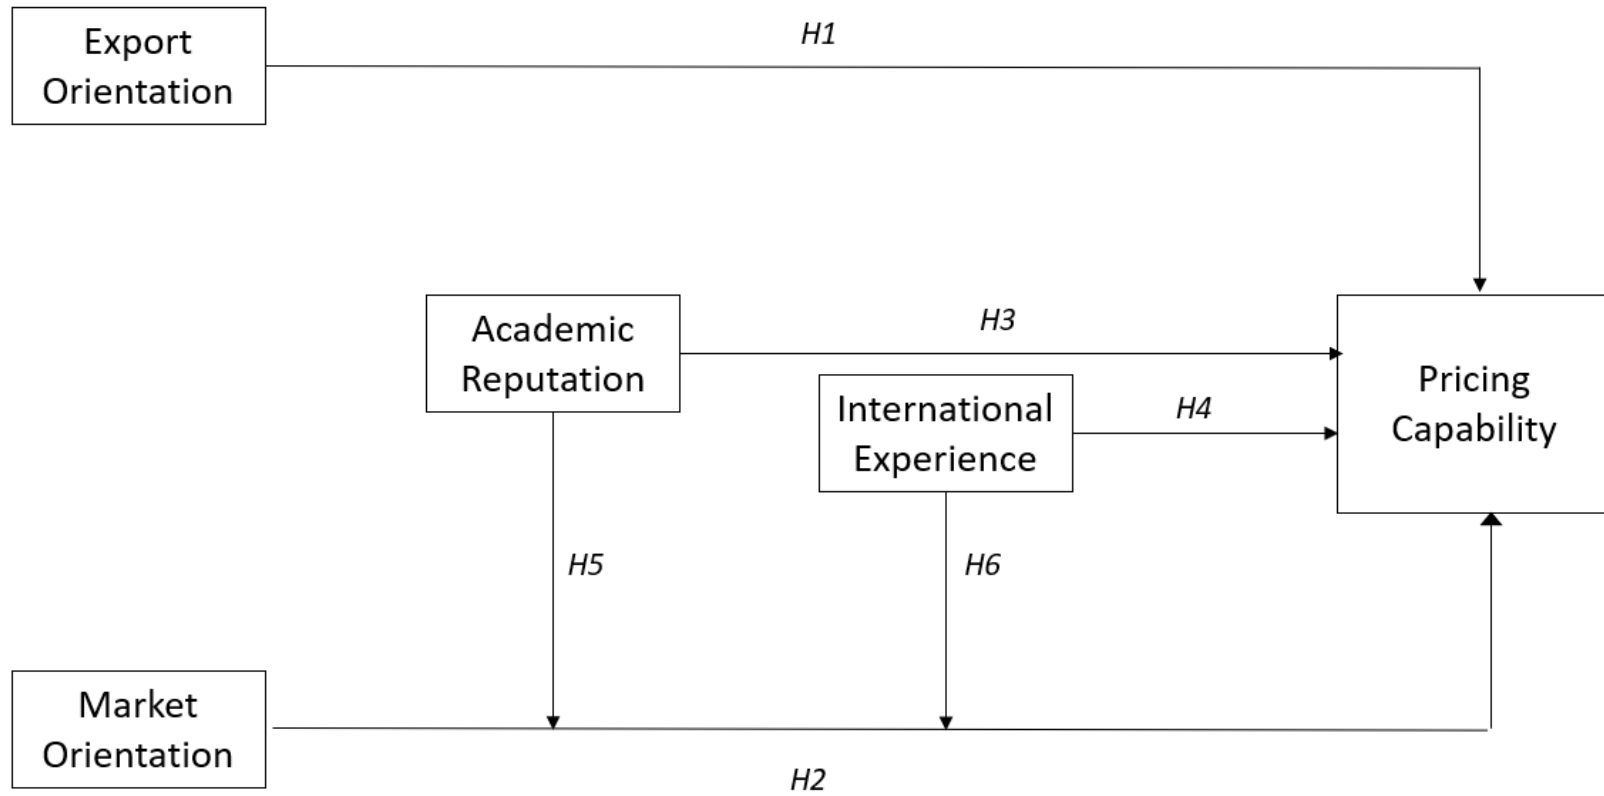 Export
Orientation
H1
Academic
Reputation
H3
International
Experience
H4
Pricing
Capability
H5
H6
Market
Orientation
H2